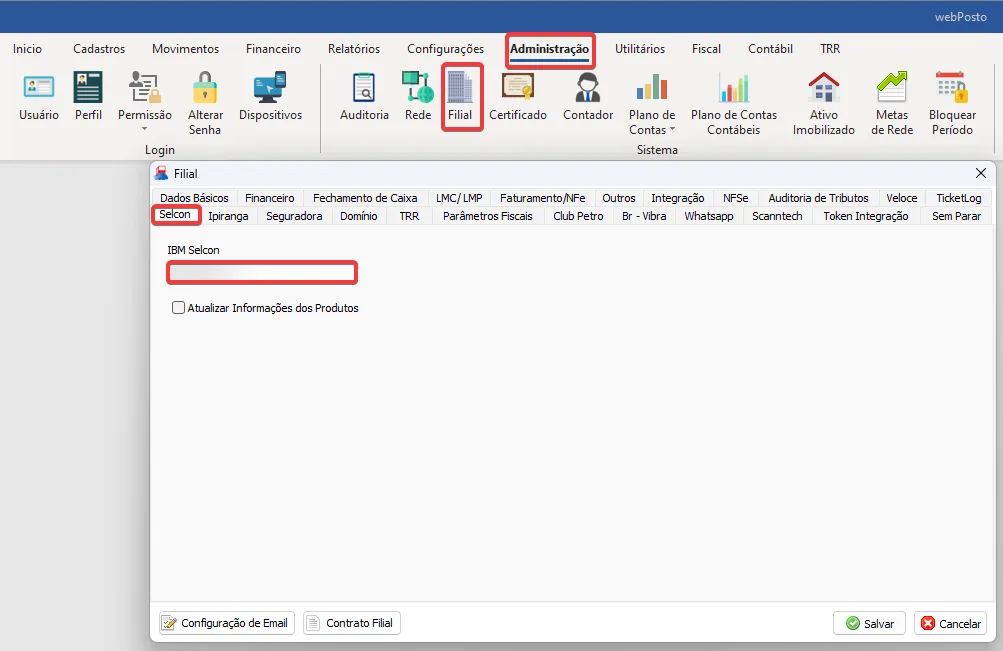 webPosto
Inicio Cadastros Movimentos Financeiro Relatórios Configurações Administração Utilitários Fiscal Contábil TRR
Usuário Perfil Permissão Alterar Senha Dispositivos Auditoria Rede Filial Certificado Contador Plano de Contas Plano de Contas Contábeis Ativo Imobilizado Metas de Rede Bloquear Período
Login Sistema
Filial
Dados Básicos Financeiro Fechamento de Caixa LMC/ LMP Faturamento/NFe Outros Integração NFSe Auditoria de Tributos Veloce TicketLog
Selcon Ipiranga Seguradora Domínio TRR Parâmetros Fiscais Club Petro Br - Vibra Whatsapp Scanntech Token Integração Sem Parar
IBM Selcon
Atualizar Informações dos Produtos
Configuração de Email Contrato Filial Salvar Cancelar